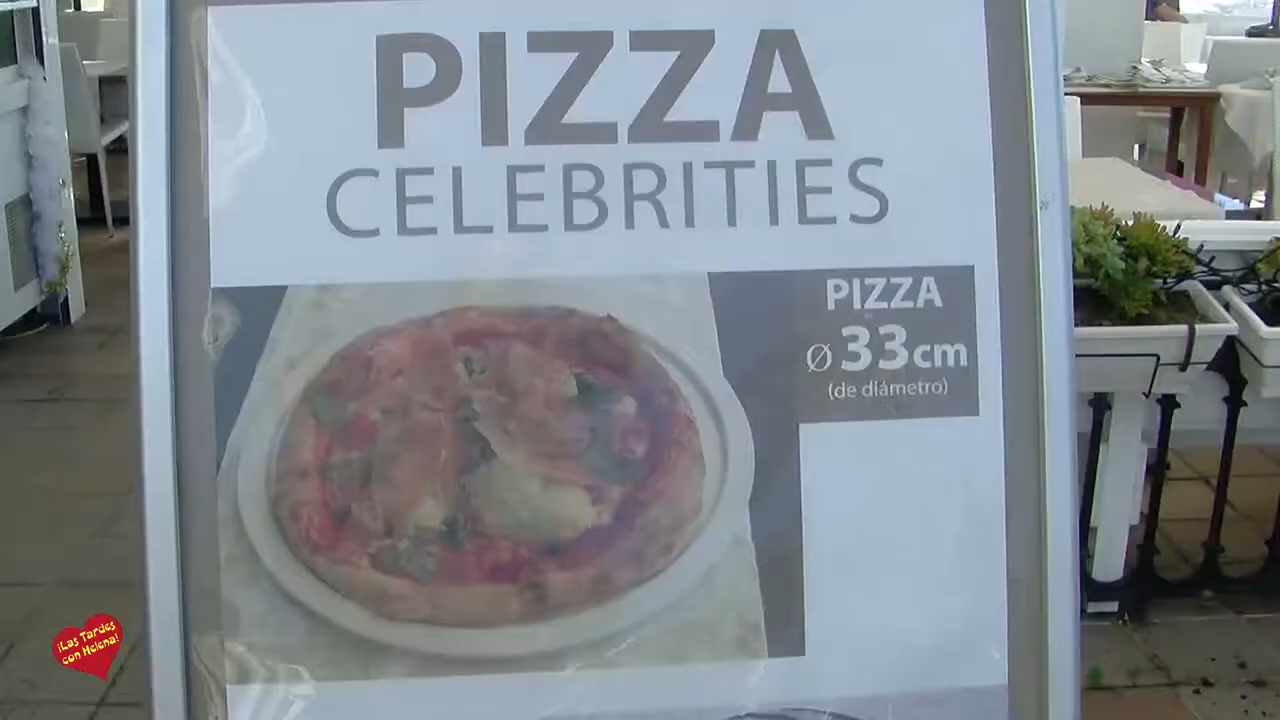 PIZZA
CELEBRITIES
PIZZA
Ø 33cm
(de diámetro)
¡Las Tardes
con Helena!